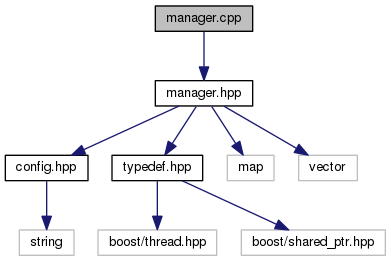 manager.cpp
manager.hpp
config.hpp
typedef.hpp
map
vector
string
boost/thread.hpp
boost/shared_ptr.hpp